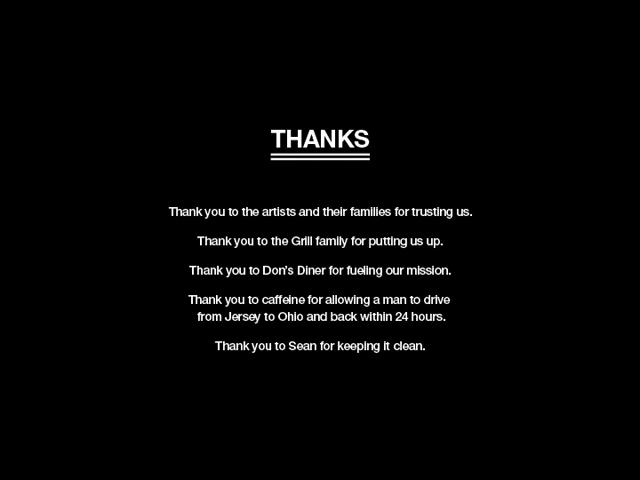 THANKS
Thank you to the artists and their families for trusting us.
Thank you to the Grill family for putting us up.
Thank you to Don's Diner for fueling our mission.
Thank you to caffeine for allowing a man to drive
from Jersey to Ohio and back within 24 hours.
Thank you to Sean for keeping it clean.